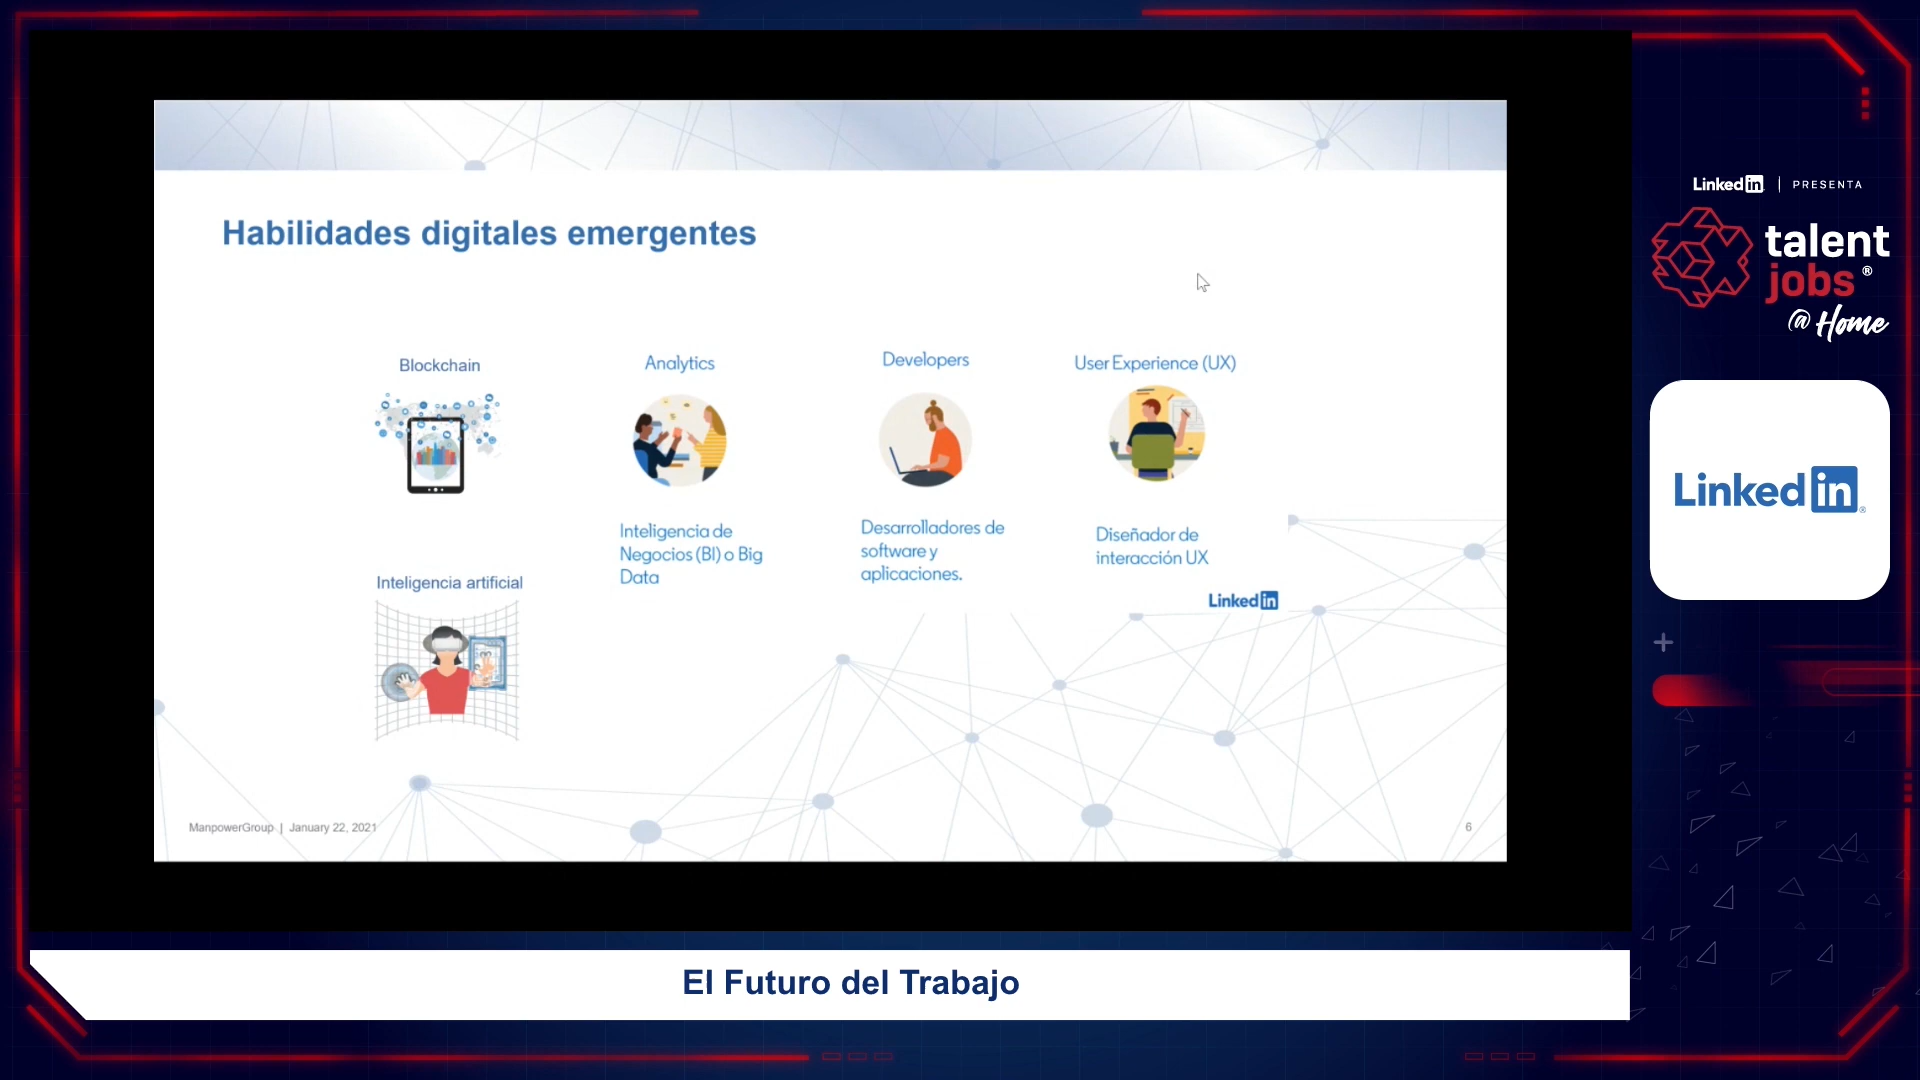 Habilidades digitales emergentes
Blockchain
Analytics
Developers
User Experience (UX)
Inteligencia de
Negocios (BI) o Big
Data
Desarrolladores de
software y
aplicaciones.
Diseñador de
interacción UX
LinkedIn
Inteligencia artificial
ManpowerGroup | January 22, 2021
6
El Futuro del Trabajo
LinkedIn | PRESENTA
talent
jobs®
@Home
LinkedIn®